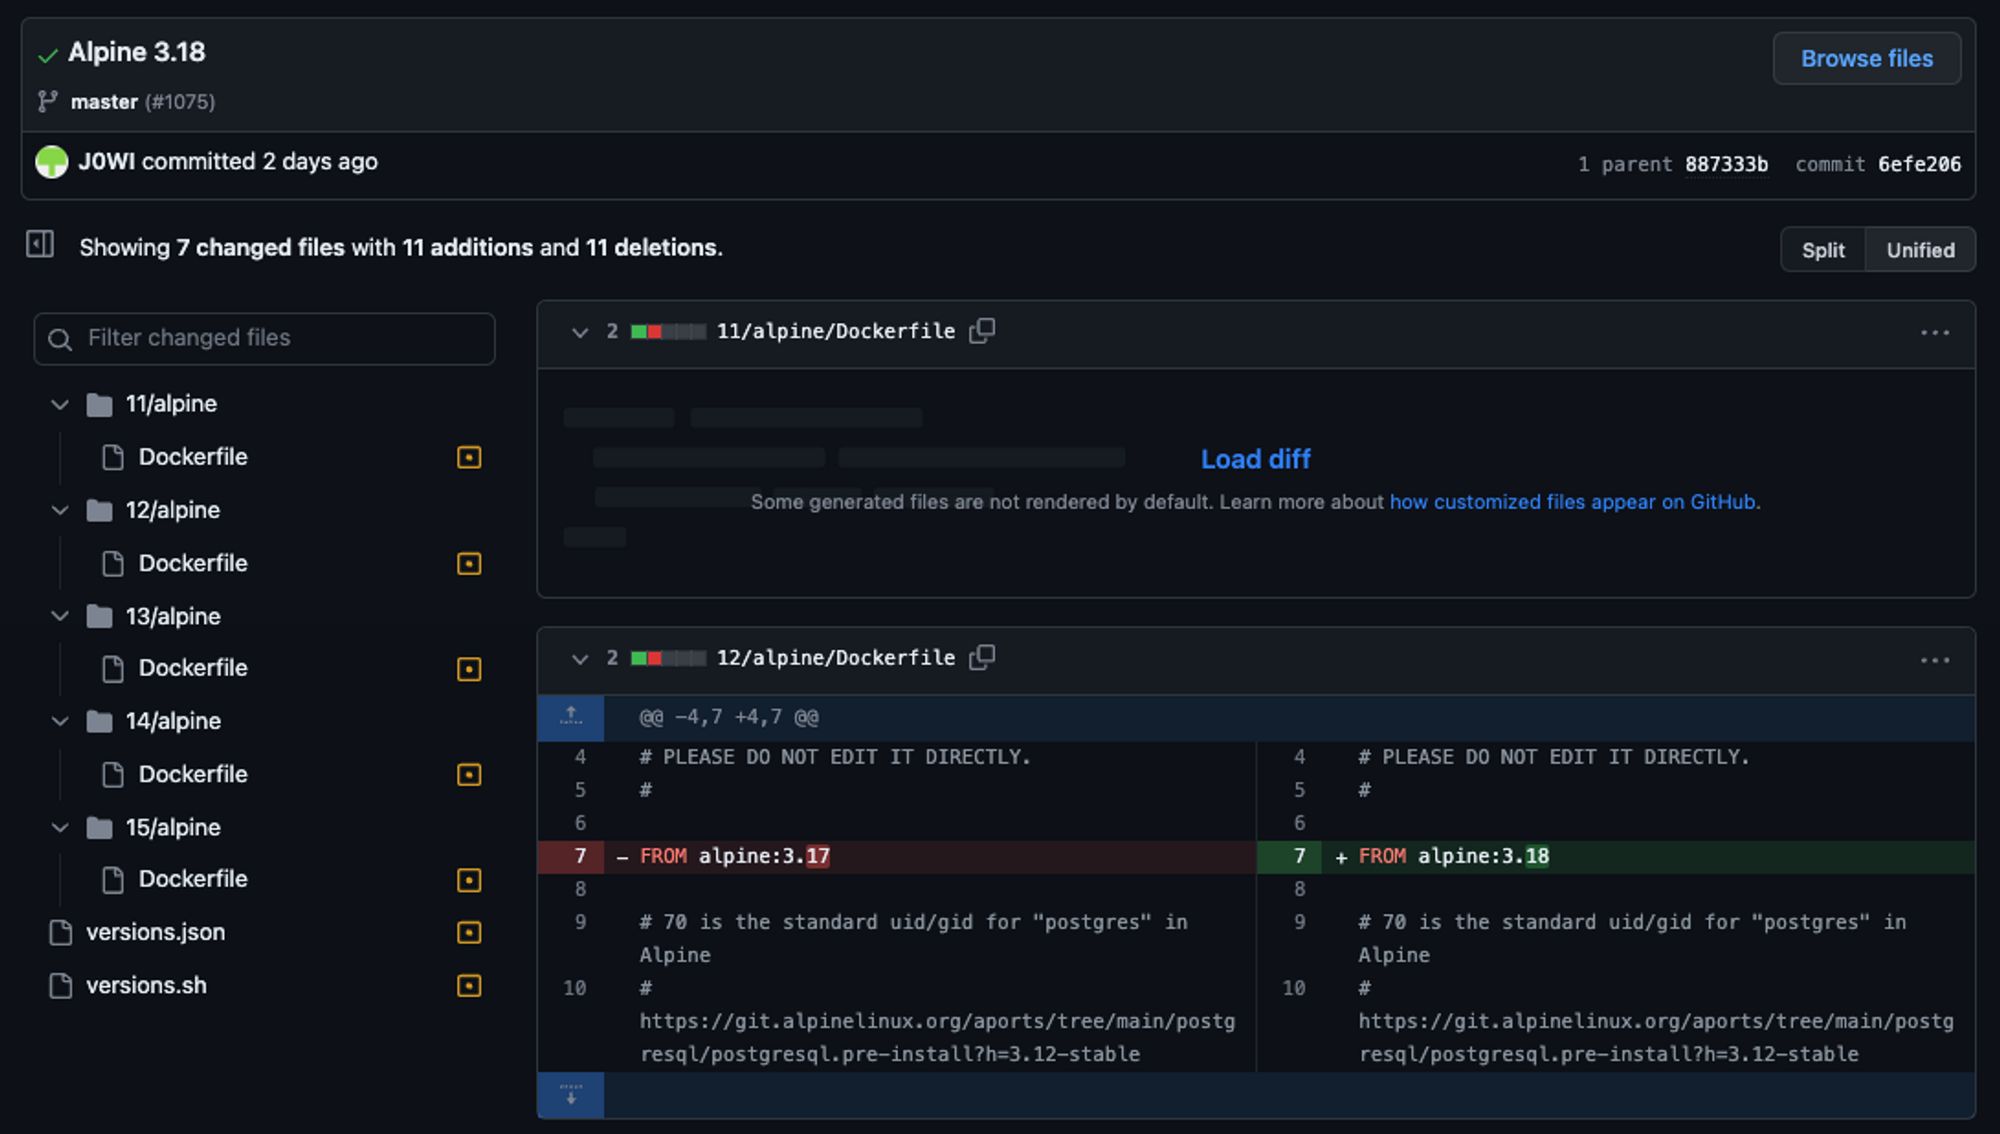 Alpine 3.18
Browse files
master (#1075)
J0WI committed 2 days ago
1 parent 887333b commit 6efe206
Showing 7 changed files with 11 additions and 11 deletions.
Split Unified
Filter changed files
11/alpine
Dockerfile
12/alpine
Dockerfile
13/alpine
Dockerfile
14/alpine
Dockerfile
15/alpine
Dockerfile
versions.json
versions.sh
2 11/alpine/Dockerfile
Load diff
Some generated files are not rendered by default. Learn more about how customized files appear on GitHub.
2 12/alpine/Dockerfile
@@ -4,7 +4,7 @@
4 # PLEASE DO NOT EDIT IT DIRECTLY.
5 #
6
7 - FROM alpine:3.17
8
9 # 70 is the standard uid/gid for "postgres" in
Alpine
10 #
https://git.alpinelinux.org/aports/tree/main/postg
resql/postgresql.pre-install?h=3.12-stable
4 # PLEASE DO NOT EDIT IT DIRECTLY.
5 #
6
7 + FROM alpine:3.18
8
9 # 70 is the standard uid/gid for "postgres" in
Alpine
10 #
https://git.alpinelinux.org/aports/tree/main/postg
resql/postgresql.pre-install?h=3.12-stable